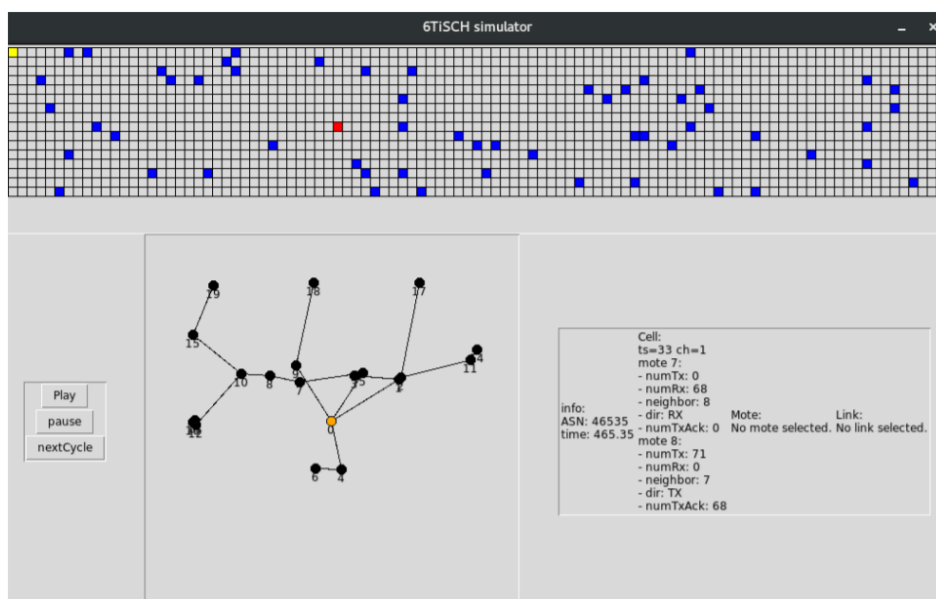 6TiSCH simulator
19
18
17
15
14
11
10
8
9
7
5
0
6
4
Play
pause
nextCycle
info:
ASN: 46535
time: 465.35
Cell:
ts=33 ch=1
mote 7:
- numTx: 0
- numRx: 68
- neighbor: 8
- dir: RX
- numTxAck: 0
mote 8:
- numTx: 71
- numRx: 0
- neighbor: 7
- dir: TX
- numTxAck: 68
Mote:
No mote selected.
Link:
No link selected.